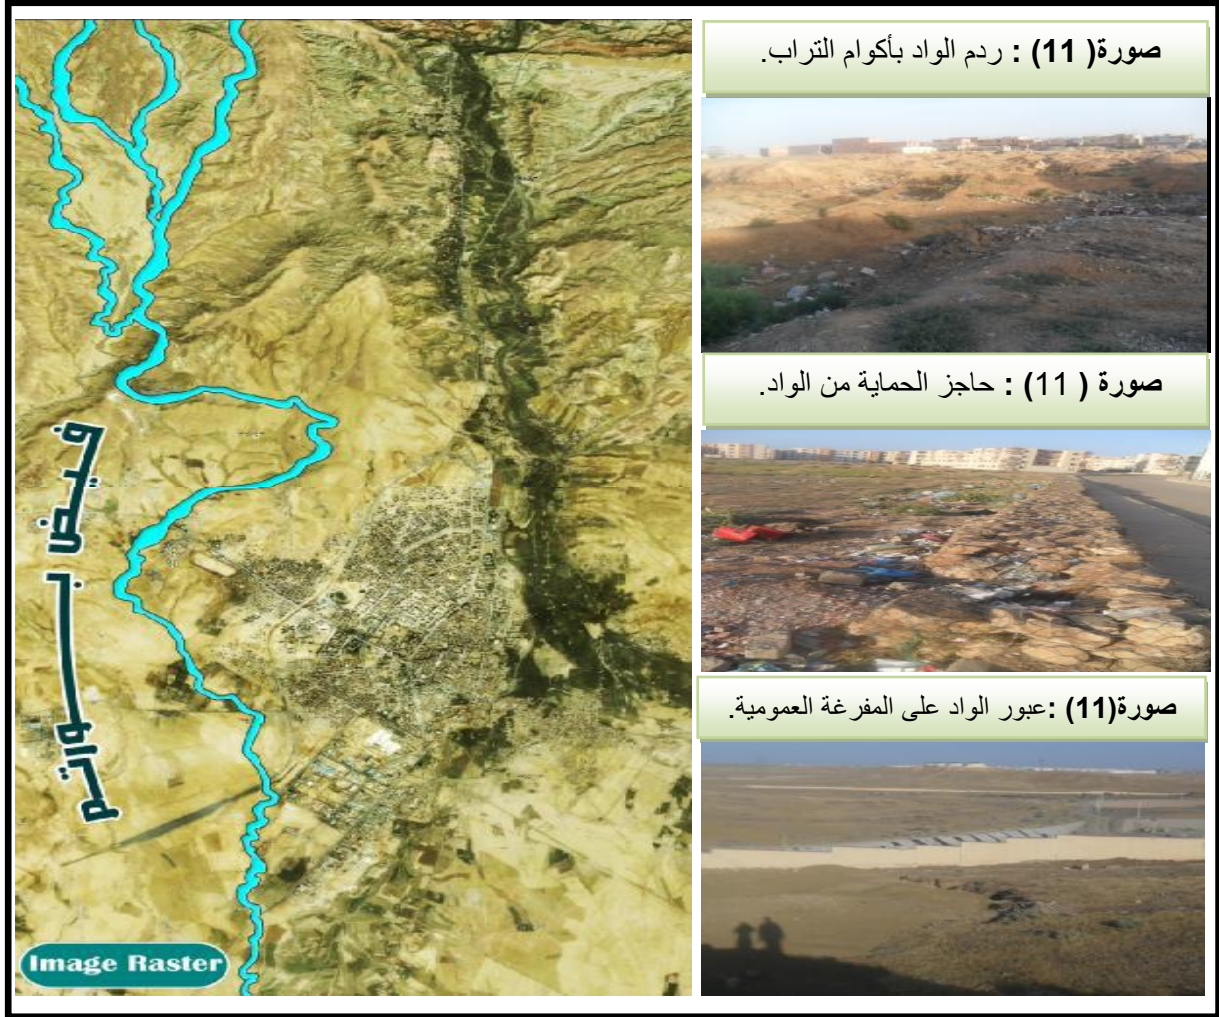 صورة( 11) : ردم الواد بأكوام التراب.
صورة ( 11) : حاجز الحماية من الواد.
صورة(11) :عبور الواد على المفرغة العمومية.
فيض بورتم
Image Raster